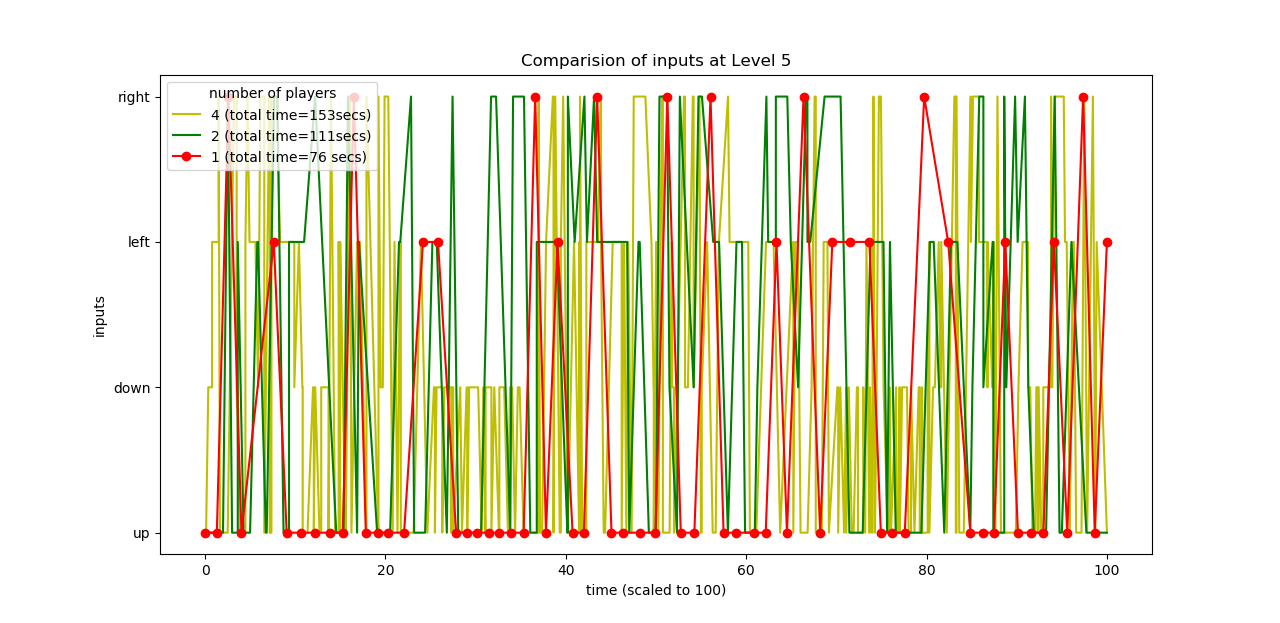 Comparision of inputs at Level 5
number of players
4 (total time=153secs)
2 (total time=111secs)
1 (total time=76 secs)
right
left
down
up
inputs
0 20 40 60 80 100
time (scaled to 100)